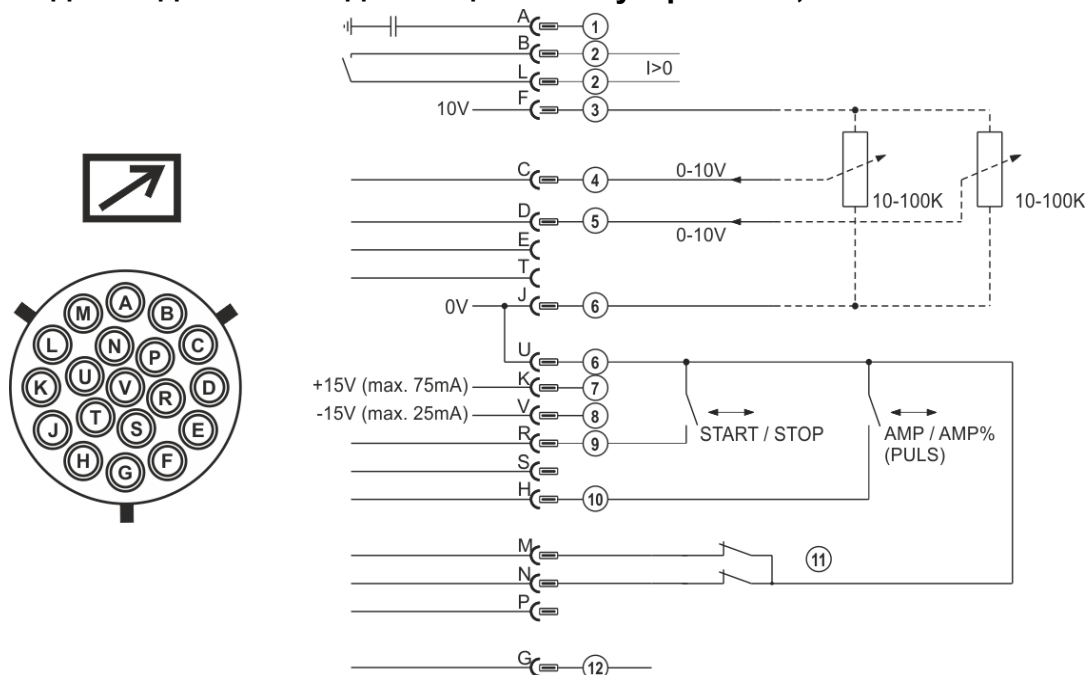 A 1
B 2
L 2 I>0
F 3
10V
C 4 0-10V
10-100K
10-100K
D 5
0-10V
E
T
J 6
0V
U 6
+15V (max. 75mA) K 7
-15V (max. 25mA) V 8
R 9
START / STOP
AMP / AMP%
(PULS)
S
H 10
M
11
N
P
G 12
A
M B
L N P C
K U V R D
J T S E
H G F